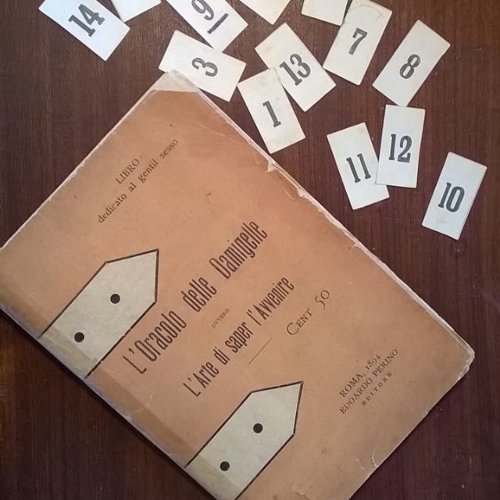 14
9
3
13
7
8
1
11
12
10
LIBRO
dedicato al gentil sesso
L'Oracolo delle Damigelle
OVVERO
L'Arte di saper l'Avvenire
CENT 50
ROMA, 1894
EDOARDO PERINO
EDITORE